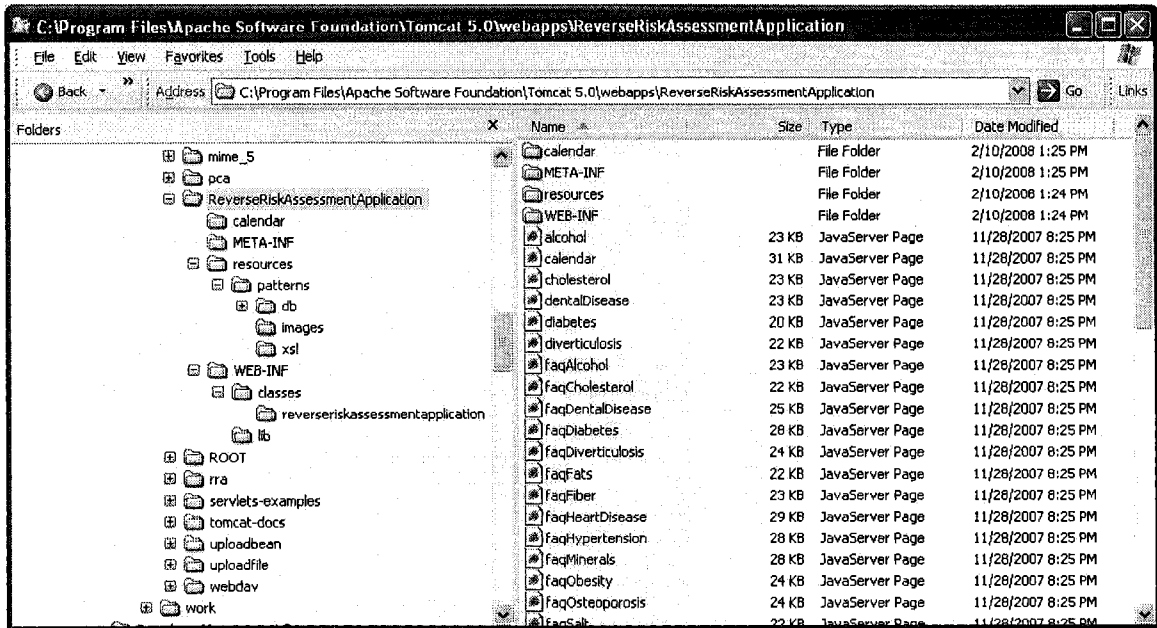 C:\Program Files\Apache Software Foundation\Tomcat 5.0\webapps\ReverseRiskAssessmentApplication
File Edit View Favorites Tools Help
Back » Address C:\Program Files\Apache Software Foundation\Tomcat 5.0\webapps\ReverseRiskAssessmentApplication Go Links
Folders x
mime_5
pca
ReverseRiskAssessmentApplication
calendar
META-INF
resources
patterns
db
images
xsl
WEB-INF
classes
reverseriskassessmentapplication
lib
ROOT
rra
servlets-examples
tomcat-docs
uploadbean
uploadfile
webdav
work
Name Size Type Date Modified
calendar File Folder 2/10/2008 1:25 PM
META-INF File Folder 2/10/2008 1:25 PM
resources File Folder 2/10/2008 1:24 PM
WEB-INF File Folder 2/10/2008 1:24 PM
alcohol 23 KB JavaServer Page 11/28/2007 8:25 PM
calendar 31 KB JavaServer Page 11/28/2007 8:25 PM
cholesterol 23 KB JavaServer Page 11/28/2007 8:25 PM
dentalDisease 23 KB JavaServer Page 11/28/2007 8:25 PM
diabetes 20 KB JavaServer Page 11/28/2007 8:25 PM
diverticulosis 22 KB JavaServer Page 11/28/2007 8:25 PM
faqAlcohol 23 KB JavaServer Page 11/28/2007 8:25 PM
faqCholesterol 22 KB JavaServer Page 11/28/2007 8:25 PM
faqDentalDisease 25 KB JavaServer Page 11/28/2007 8:25 PM
faqDiabetes 28 KB JavaServer Page 11/28/2007 8:25 PM
faqDiverticulosis 24 KB JavaServer Page 11/28/2007 8:25 PM
faqFats 22 KB JavaServer Page 11/28/2007 8:25 PM
faqFiber 23 KB JavaServer Page 11/28/2007 8:25 PM
faqHeartDisease 29 KB JavaServer Page 11/28/2007 8:25 PM
faqHypertension 28 KB JavaServer Page 11/28/2007 8:25 PM
faqMinerals 28 KB JavaServer Page 11/28/2007 8:25 PM
faqObesity 24 KB JavaServer Page 11/28/2007 8:25 PM
faqOsteoporosis 24 KB JavaServer Page 11/28/2007 8:25 PM
faqSalt 22 KB JavaServer Page 11/28/2007 8:25 PM